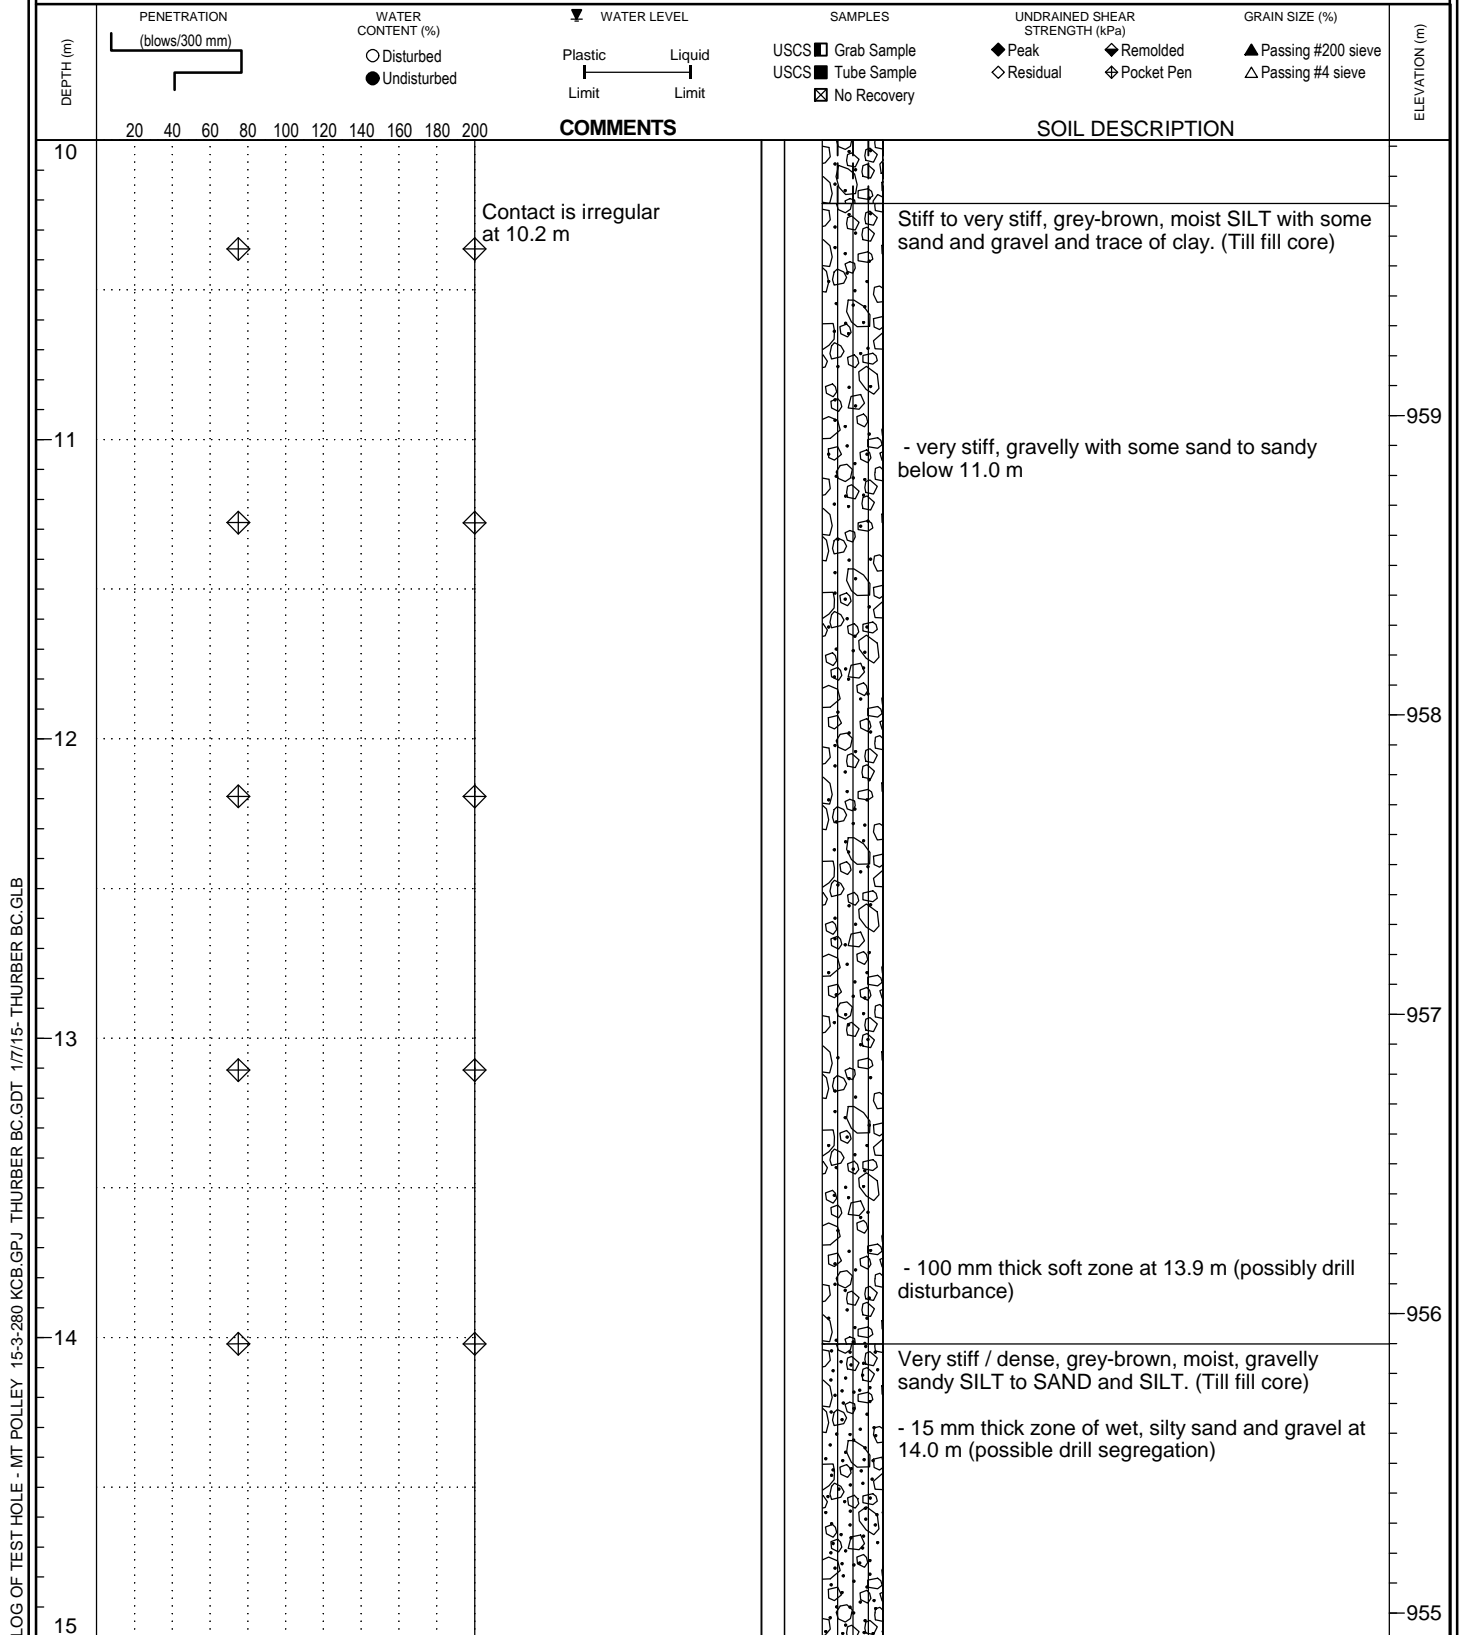 PENETRATION
(blows/300 mm)
WATER
CONTENT (%)
Disturbed
Undisturbed
WATER LEVEL
Plastic Liquid
Limit Limit
SAMPLES
USCS Grab Sample
USCS Tube Sample
No Recovery
UNDRAINED SHEAR
STRENGTH (kPa)
Peak Remolded
Residual Pocket Pen
GRAIN SIZE (%)
Passing #200 sieve
Passing #4 sieve
DEPTH (m)
ELEVATION (m)
20 40 60 80 100 120 140 160 180 200
COMMENTS
SOIL DESCRIPTION
10
Contact is irregular
at 10.2 m
Stiff to very stiff, grey-brown, moist SILT with some
sand and gravel and trace of clay. (Till fill core)
959
11
- very stiff, gravelly with some sand to sandy
below 11.0 m
958
12
957
13
- 100 mm thick soft zone at 13.9 m (possibly drill
disturbance)
956
14
Very stiff / dense, grey-brown, moist, gravelly
sandy SILT to SAND and SILT. (Till fill core)
- 15 mm thick zone of wet, silty sand and gravel at
14.0 m (possible drill segregation)
955
15
LOG OF TEST HOLE - MT POLLEY 15-3-280 KCB.GPJ THURBER BC.GDT 1/7/15- THURBER BC.GLB